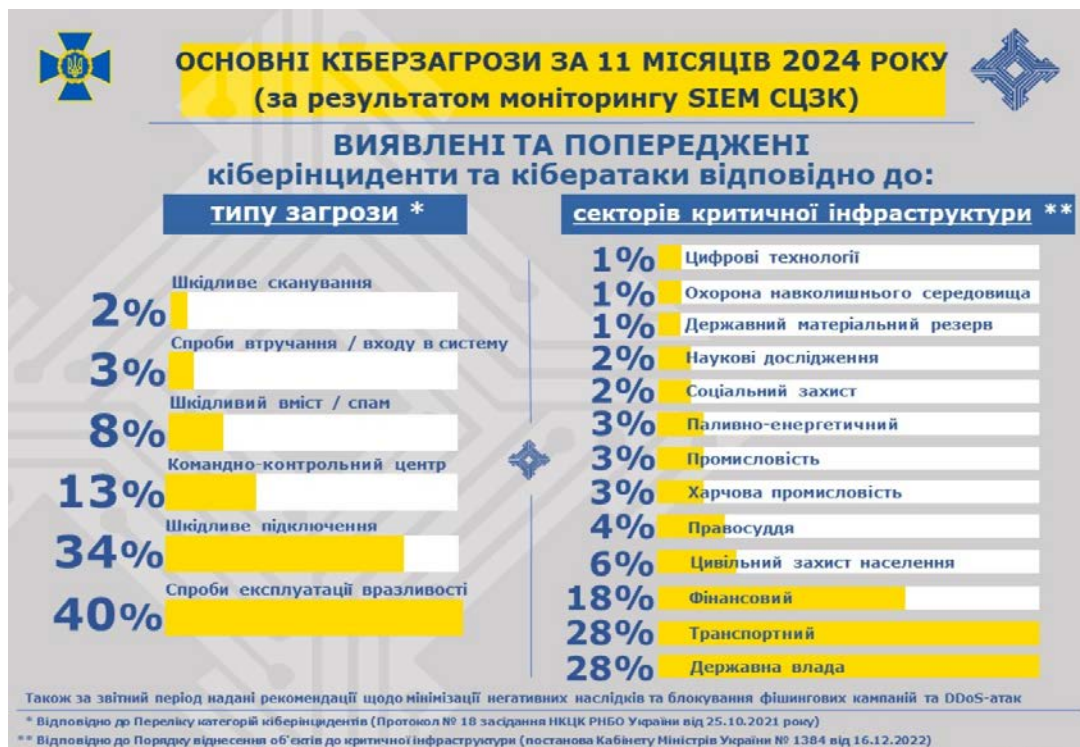 ОСНОВНІ КІБЕРЗАГРОЗИ ЗА 11 МІСЯЦІВ 2024 РОКУ
(за результатом моніторингу SIEM СЦЗК)
ВИЯВЛЕНІ ТА ПОПЕРЕДЖЕНІ
кіберінциденти та кібератаки відповідно до:
типу загрози *
Шкідливе сканування
2%
Спроби втручання / входу в систему
3%
Шкідливий вміст / спам
8%
Командно-контрольний центр
13%
Шкідливе підключення
34%
Спроби експлуатації вразливості
40%
секторів критичної інфраструктури **
1% Цифрові технології
1% Охорона навколишнього середовища
1% Державний матеріальний резерв
2% Наукові дослідження
2% Соціальний захист
3% Паливно-енергетичний
3% Промисловість
3% Харчова промисловість
4% Правосуддя
6% Цивільний захист населення
18% Фінансовий
28% Транспортний
28% Державна влада
Також за звітний період надані рекомендації щодо мінімізації негативних наслідків та блокування фішингових кампаній та DDoS-атак
* Відповідно до Переліку категорій кіберінцидентів (Протокол № 18 засідання НКЦК РНБО України від 25.10.2021 року)
** Відповідно до Порядку віднесення об'єктів до критичної інфраструктури (постанова Кабінету Міністрів України № 1384 від 16.12.2022)